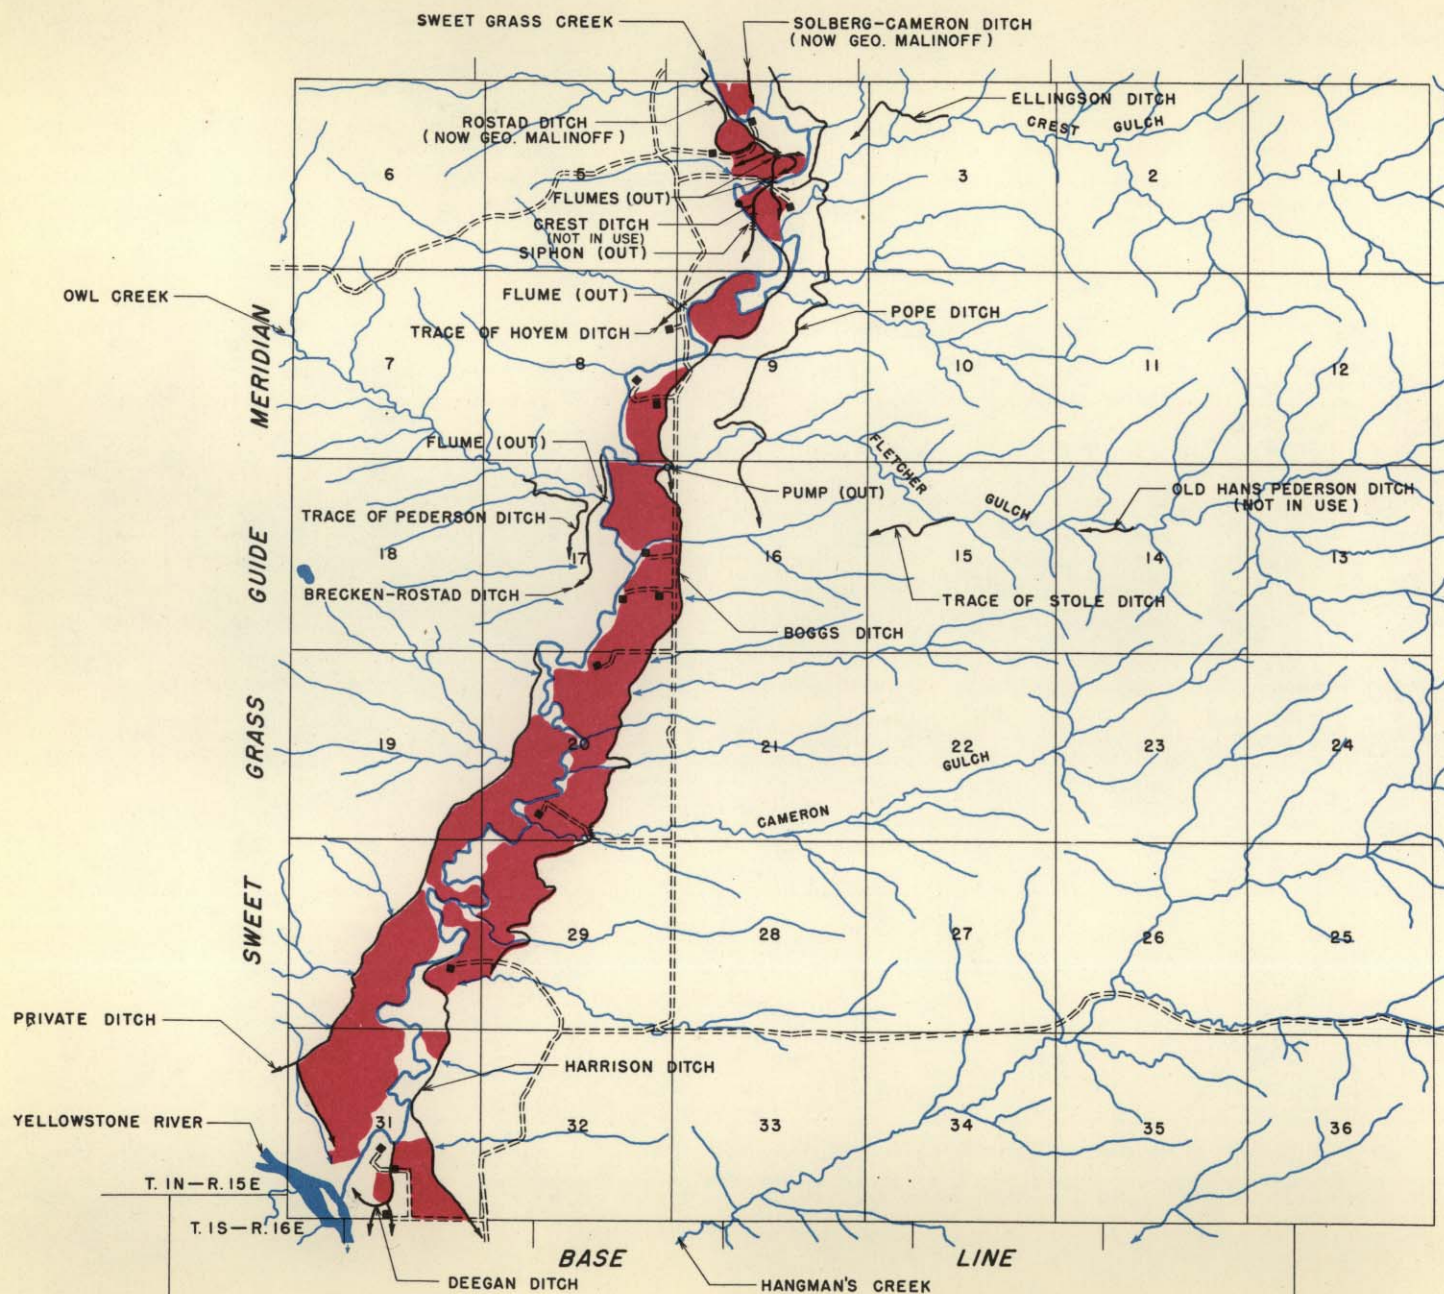 SWEET GRASS CREEK
SOLBERG-CAMERON DITCH
(NOW GEO. MALINOFF)
ROSTAD DITCH
(NOW GEO. MALINOFF)
ELLINGSON DITCH
CREST GULCH
6
5
3
2
1
FLUMES (OUT)
CREST DITCH
(NOT IN USE)
SIPHON (OUT)
OWL CREEK
FLUME (OUT)
TRACE OF HOYEM DITCH
POPE DITCH
7
8
9
10
11
12
FLUME (OUT)
FLETCHER GULCH
PUMP (OUT)
OLD HANS PEDERSON DITCH
(NOT IN USE)
TRACE OF PEDERSON DITCH
18
17
16
15
14
13
BRECKEN-ROSTAD DITCH
TRACE OF STOLE DITCH
BOGGS DITCH
19
20
21
22
23
24
CAMERON GULCH
29
28
27
26
25
SWEET GRASS GUIDE MERIDIAN
PRIVATE DITCH
HARRISON DITCH
YELLOWSTONE RIVER
31
32
33
34
35
36
T. IN-R. 15E
T. IS-R. 16E
BASE LINE
DEEGAN DITCH
HANGMAN'S CREEK